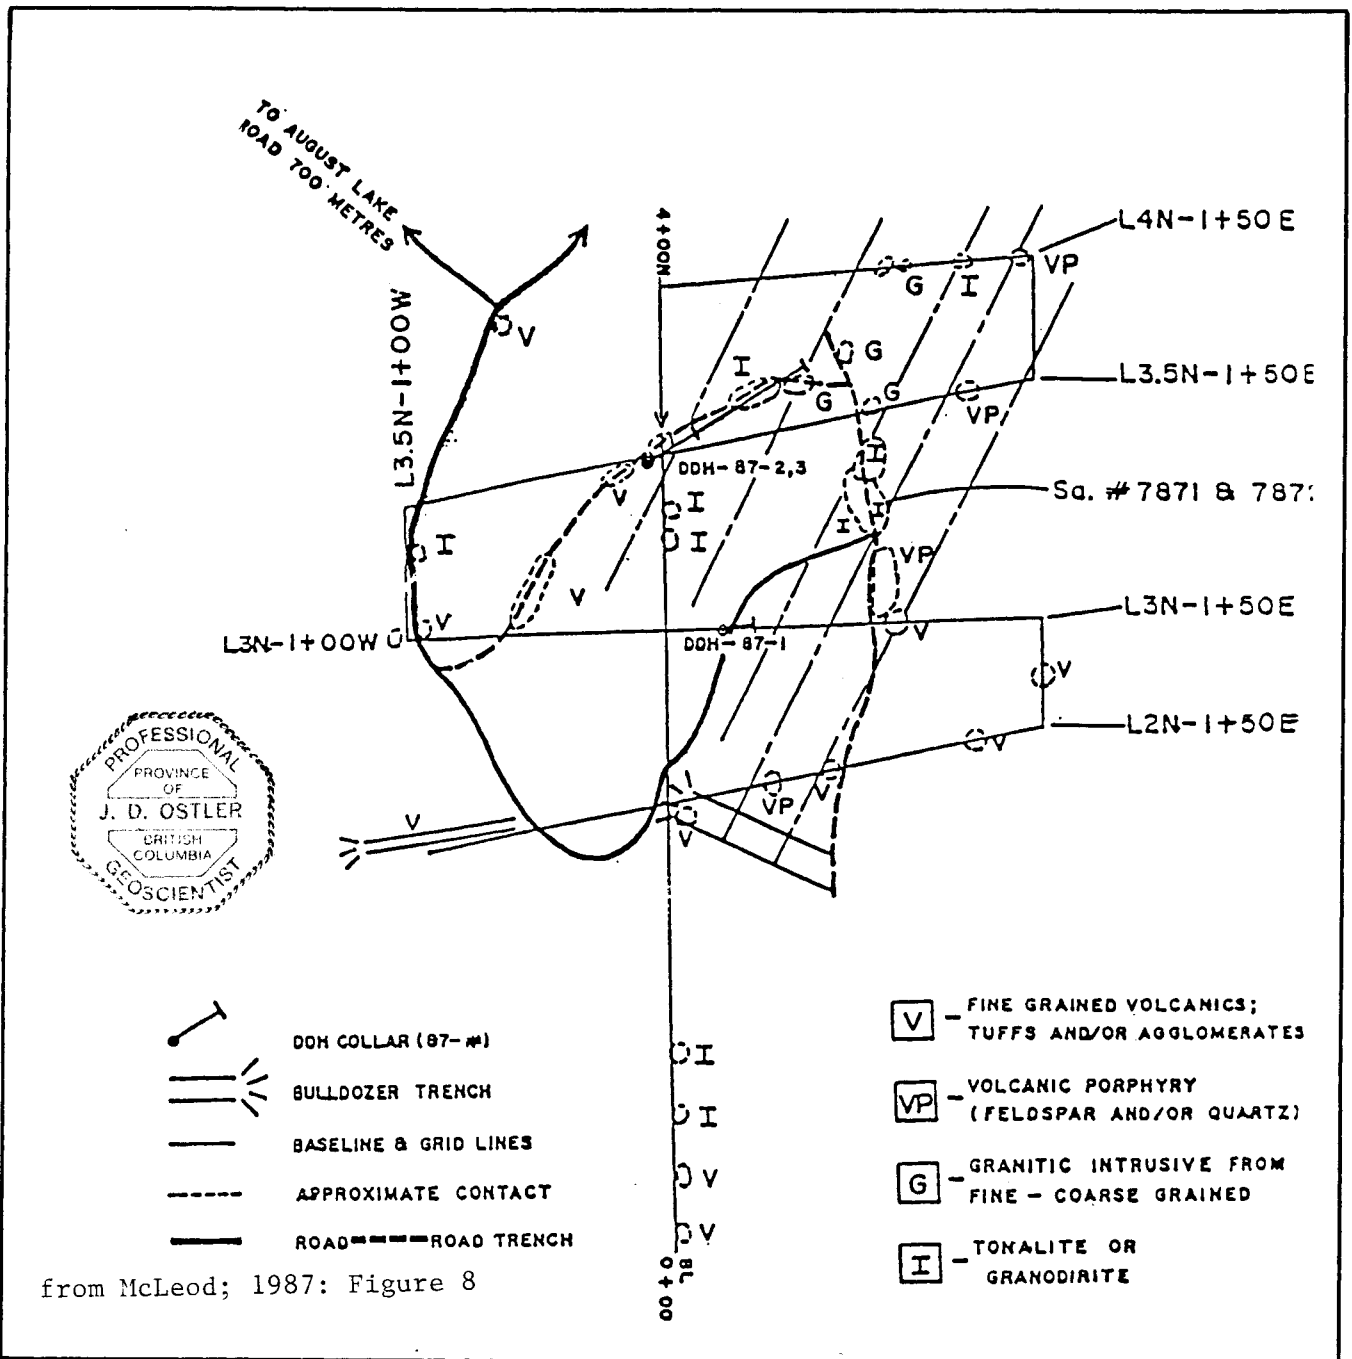 TO AUGUST LAKE
ROAD 700 METRES
4+00N
L4N-1+50E
G
I
VP
L3.5N-1+00W
V
I
G
L3.5N-1+50E
G
G
VP
DDH-87-2,3
I
V
Sa. #7871 & 787
I
I
I
I
I
VP
V
L3N-1+50E
V
V
L3N-1+00W
DDH-87-1
V
L2N-1+50E
V
VP
V
V
V
PROFESSIONAL
PROVINCE
OF
J. D. OSTLER
BRITISH
COLUMBIA
GEOSCIENTIST
DDH COLLAR (87-#)
BULLDOZER TRENCH
BASELINE & GRID LINES
APPROXIMATE CONTACT
ROAD ROAD TRENCH
I
I
V
V
BL
0+00
V - FINE GRAINED VOLCANICS;
TUFFS AND/OR AGGLOMERATES
VP - VOLCANIC PORPHYRY
(FELDSPAR AND/OR QUARTZ)
G - GRANITIC INTRUSIVE FROM
FINE - COARSE GRAINED
I - TONALITE OR
GRANODIRITE
from McLeod; 1987: Figure 8